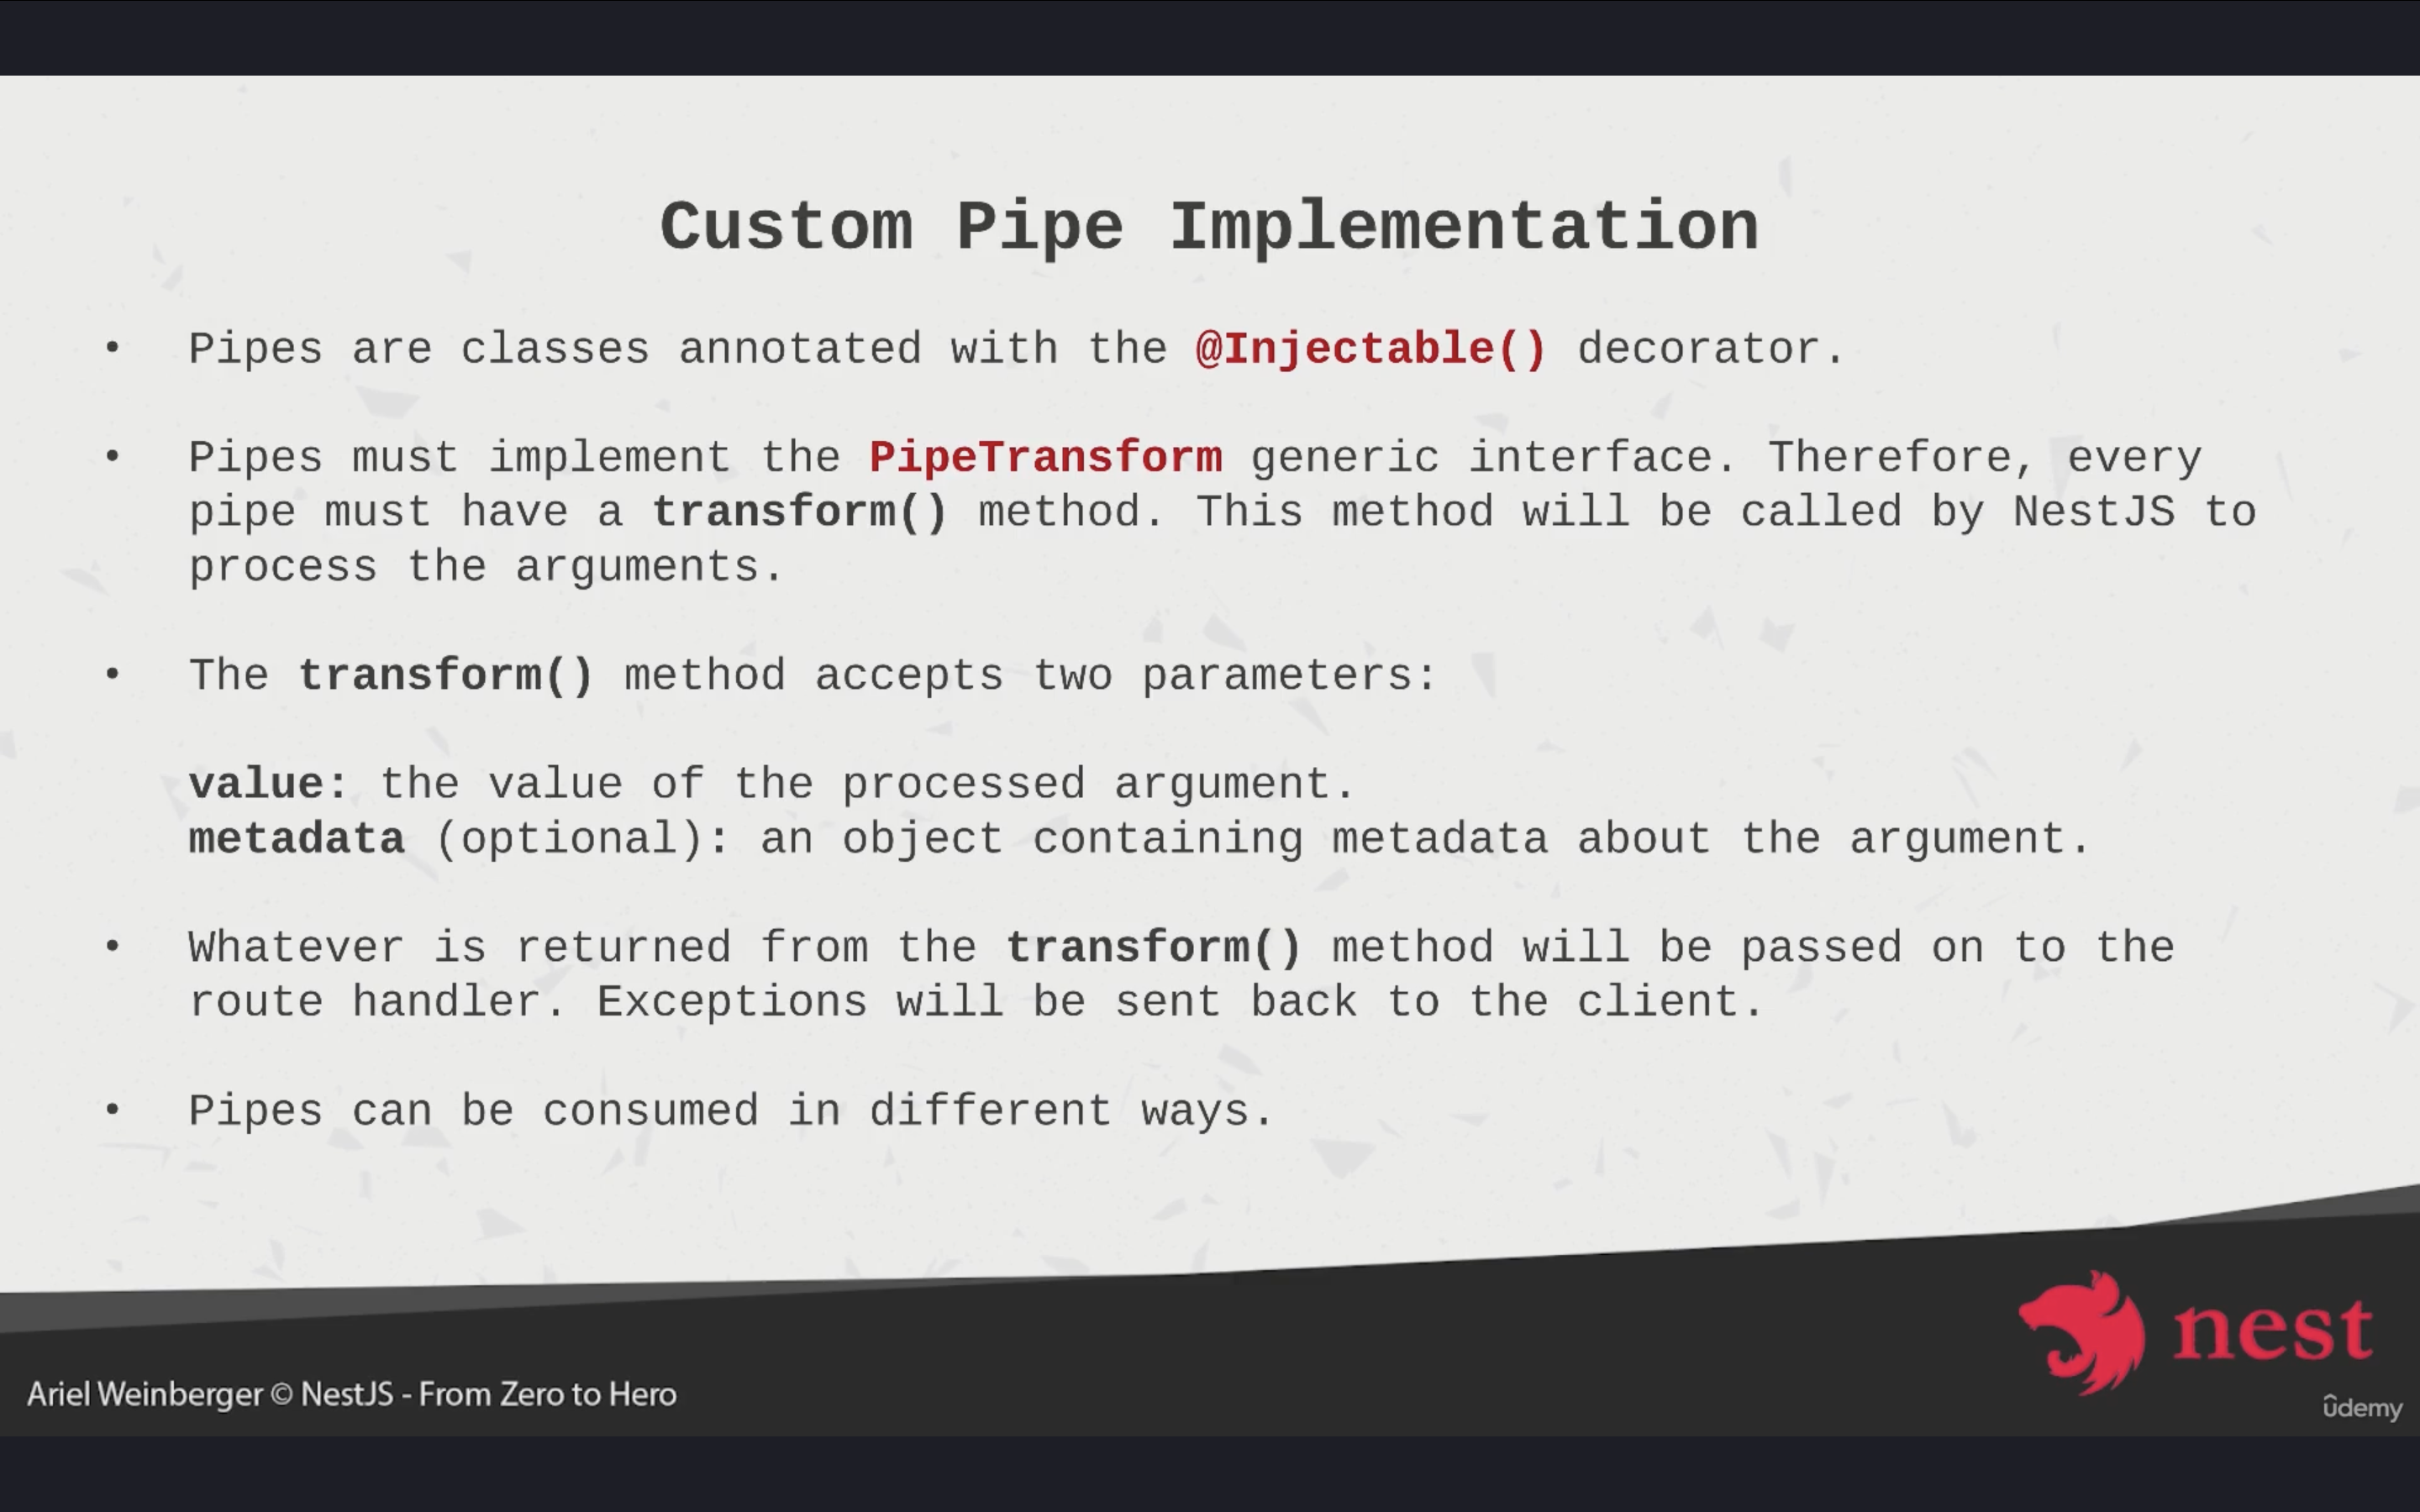 Custom Pipe Implementation
• Pipes are classes annotated with the @Injectable() decorator.
• Pipes must implement the PipeTransform generic interface. Therefore, every
pipe must have a transform() method. This method will be called by NestJS to
process the arguments.
• The transform() method accepts two parameters:
value: the value of the processed argument.
metadata (optional): an object containing metadata about the argument.
• Whatever is returned from the transform() method will be passed on to the
route handler. Exceptions will be sent back to the client.
• Pipes can be consumed in different ways.
nest
Ariel Weinberger © NestJS - From Zero to Hero
ûdemy